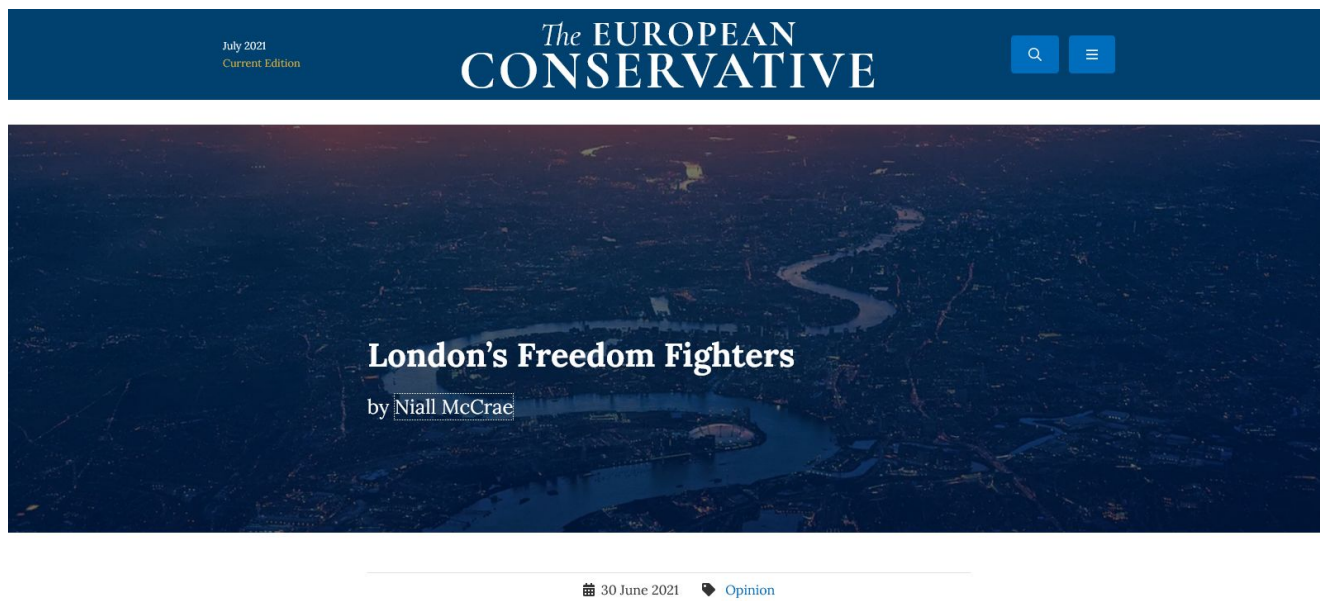 July 2021
Current Edition
The EUROPEAN
CONSERVATIVE
London’s Freedom Fighters
by Niall McCrae
30 June 2021 Opinion